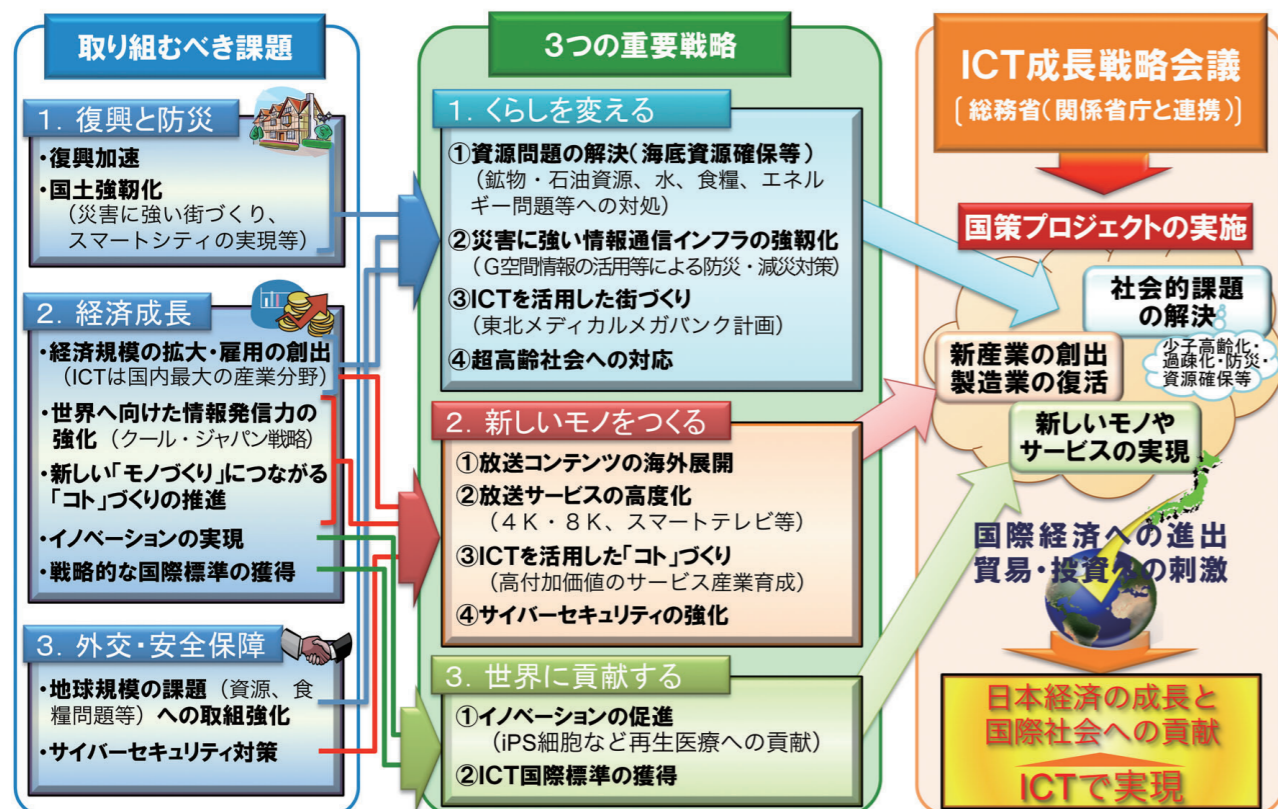 取り組むべき課題
1. 復興と防災
・復興加速
・国土強靭化
(災害に強い街づくり、
スマートシティの実現等)
2. 経済成長
・経済規模の拡大・雇用の創出
(ICTは国内最大の産業分野)
・世界へ向けた情報発信力の
強化(クール・ジャパン戦略)
・新しい「モノづくり」につながる
「コト」づくりの推進
・イノベーションの実現
・戦略的な国際標準の獲得
3. 外交・安全保障
・地球規模の課題(資源、食
糧問題等)への取組強化
・サイバーセキュリティ対策
3つの重要戦略
1. くらしを変える
①資源問題の解決(海底資源確保等)
(鉱物・石油資源、水、食糧、エネル
ギー問題等への対処)
②災害に強い情報通信インフラの強靭化
(G空間情報の活用等による防災・減災対策)
③ICTを活用した街づくり
(東北メディカルメガバンク計画)
④超高齢社会への対応
2. 新しいモノをつくる
①放送コンテンツの海外展開
②放送サービスの高度化
(4K・8K、スマートテレビ等)
③ICTを活用した「コト」づくり
(高付加価値のサービス産業育成)
④サイバーセキュリティの強化
3. 世界に貢献する
①イノベーションの促進
(iPS細胞など再生医療への貢献)
②ICT国際標準の獲得
ICT成長戦略会議
[総務省(関係省庁と連携)]
国策プロジェクトの実施
社会的課題
の解決
少子高齢化・
過疎化・防災・
資源確保等
新産業の創出
製造業の復活
新しいモノや
サービスの実現
国際経済への進出
貿易・投資への刺激
日本経済の成長と
国際社会への貢献
ICTで実現